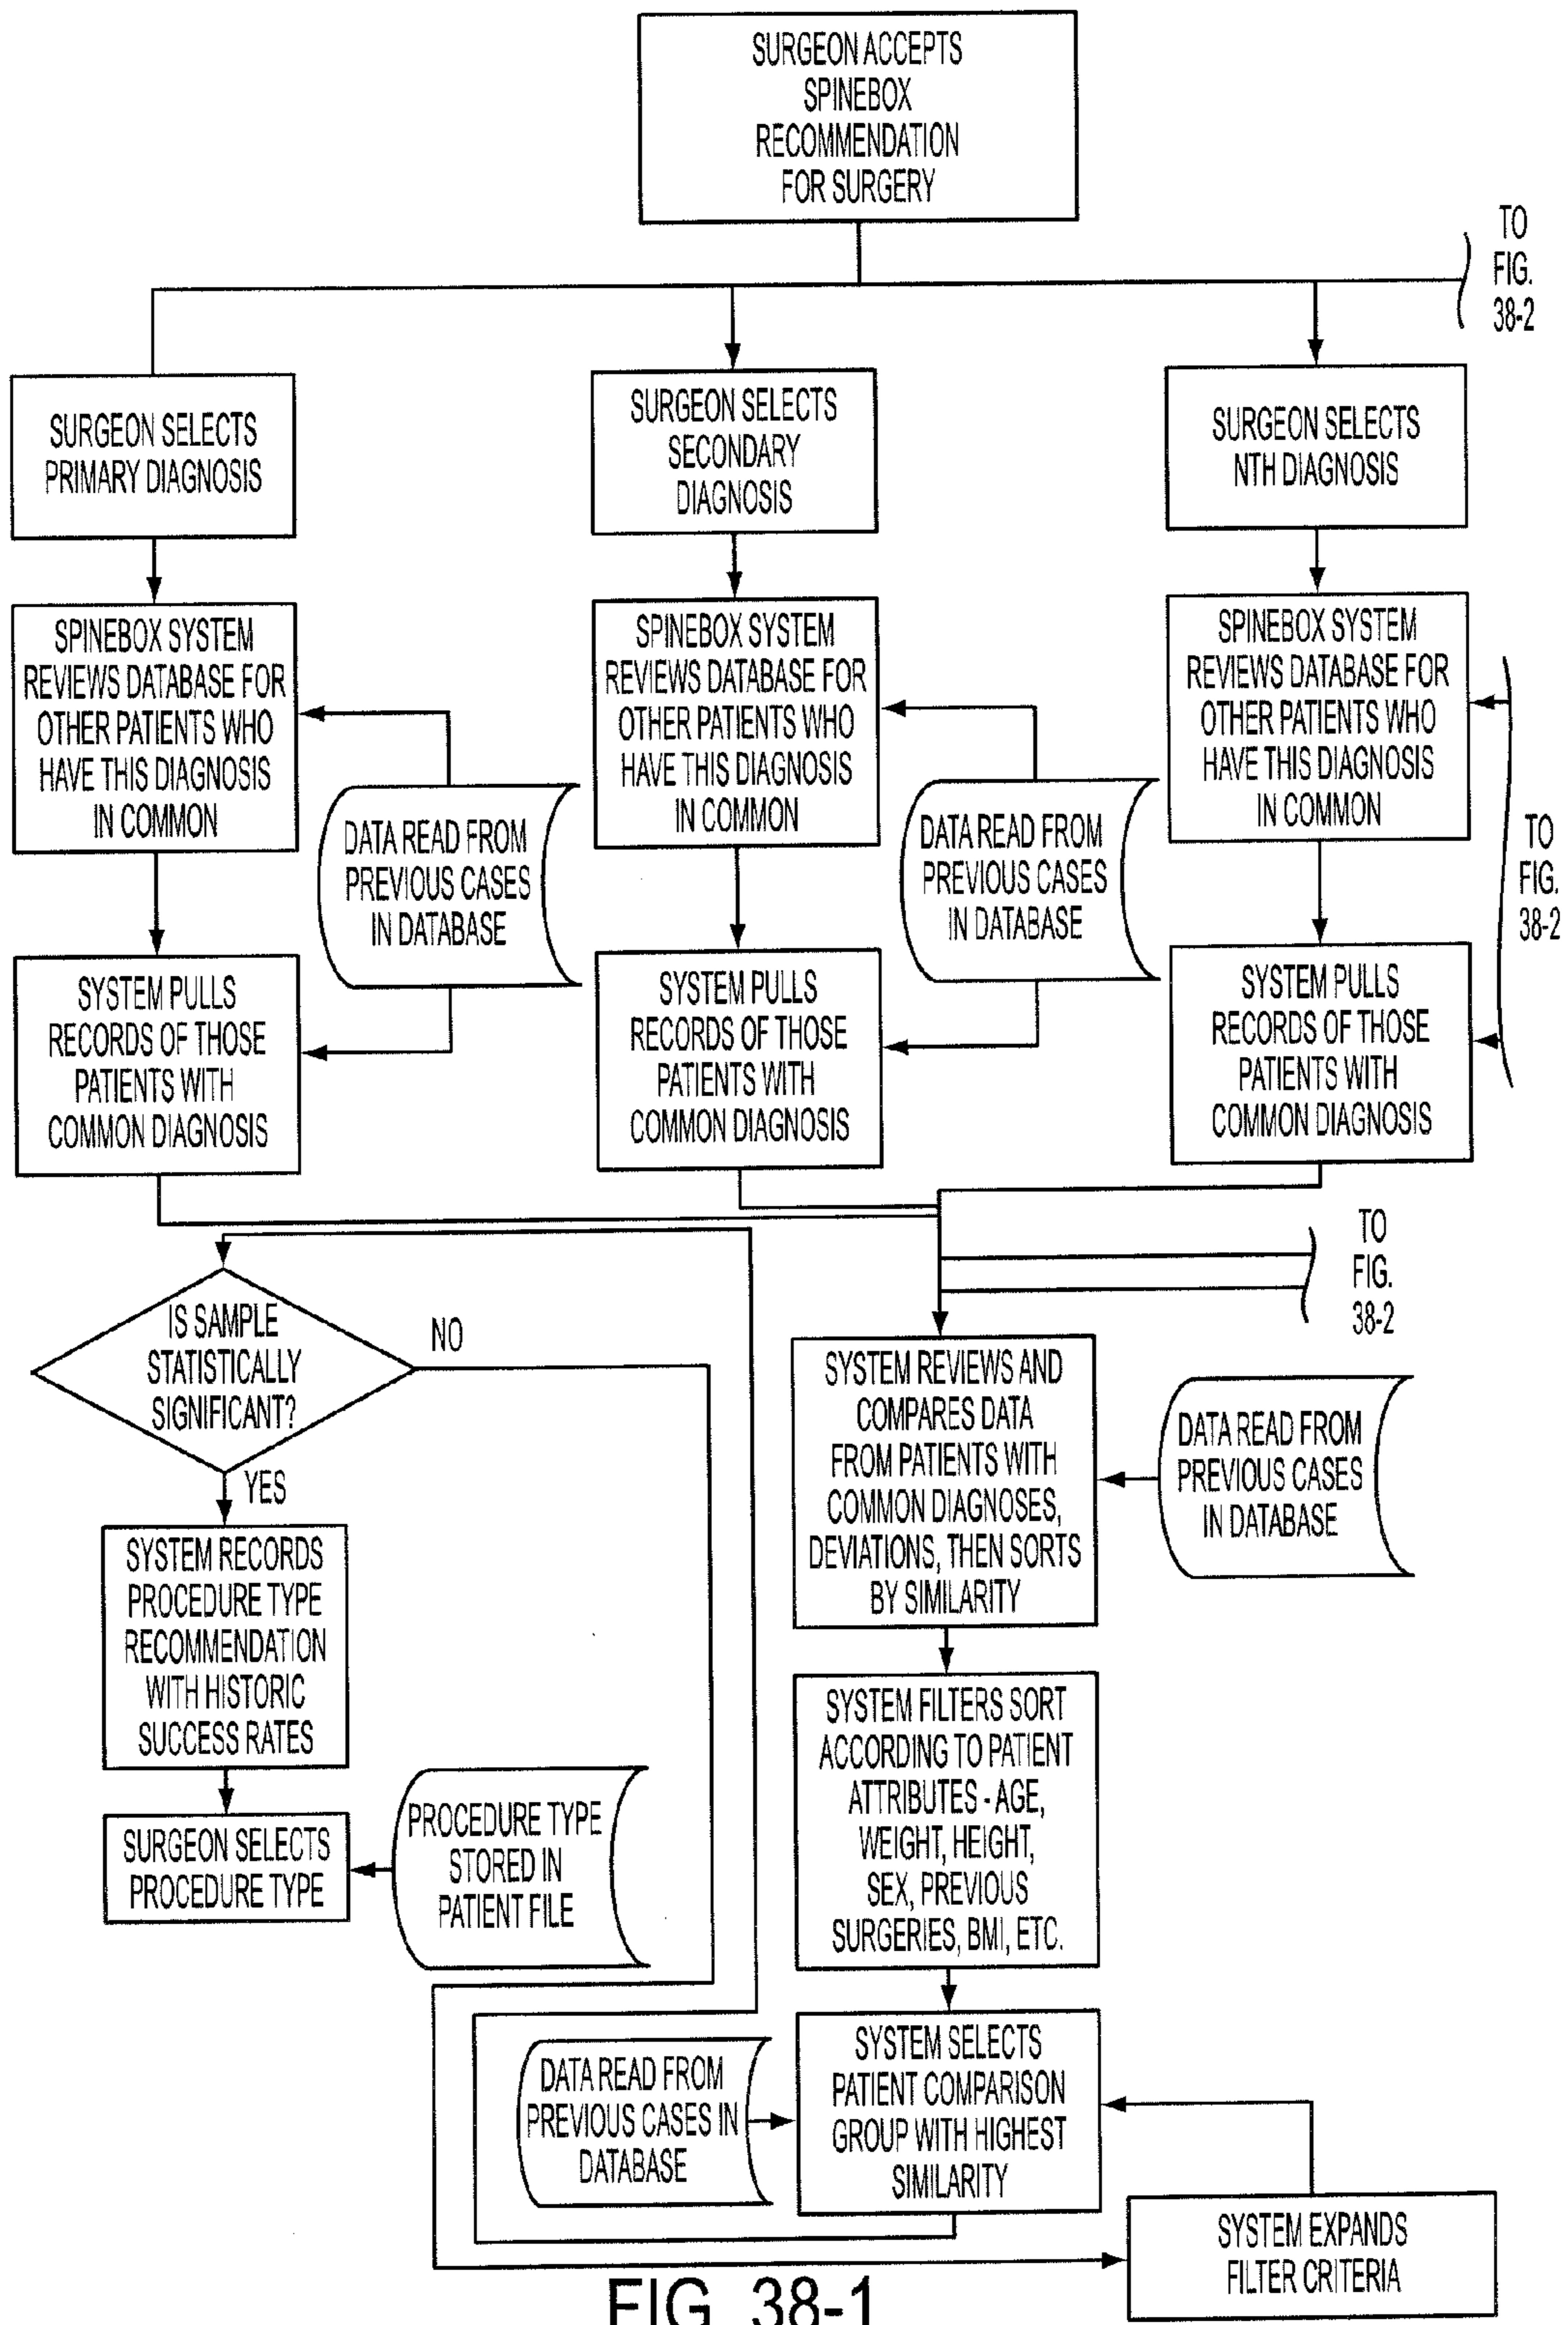 SURGEON ACCEPTS
SPINEBOX
RECOMMENDATION
FOR SURGERY
TO
FIG.
38-2
SURGEON SELECTS
PRIMARY DIAGNOSIS
SURGEON SELECTS
SECONDARY
DIAGNOSIS
SURGEON SELECTS
NTH DIAGNOSIS
SPINEBOX SYSTEM
REVIEWS DATABASE FOR
OTHER PATIENTS WHO
HAVE THIS DIAGNOSIS
IN COMMON
DATA READ FROM
PREVIOUS CASES
IN DATABASE
SPINEBOX SYSTEM
REVIEWS DATABASE FOR
OTHER PATIENTS WHO
HAVE THIS DIAGNOSIS
IN COMMON
DATA READ FROM
PREVIOUS CASES
IN DATABASE
SPINEBOX SYSTEM
REVIEWS DATABASE FOR
OTHER PATIENTS WHO
HAVE THIS DIAGNOSIS
IN COMMON
TO
FIG.
38-2
SYSTEM PULLS
RECORDS OF THOSE
PATIENTS WITH
COMMON DIAGNOSIS
SYSTEM PULLS
RECORDS OF THOSE
PATIENTS WITH
COMMON DIAGNOSIS
SYSTEM PULLS
RECORDS OF THOSE
PATIENTS WITH
COMMON DIAGNOSIS
TO
FIG.
38-2
IS SAMPLE
STATISTICALLY
SIGNIFICANT?
NO
YES
SYSTEM RECORDS
PROCEDURE TYPE
RECOMMENDATION
WITH HISTORIC
SUCCESS RATES
SURGEON SELECTS
PROCEDURE TYPE
PROCEDURE TYPE
STORED IN
PATIENT FILE
SYSTEM REVIEWS AND
COMPARES DATA
FROM PATIENTS WITH
COMMON DIAGNOSES,
DEVIATIONS, THEN SORTS
BY SIMILARITY
DATA READ FROM
PREVIOUS CASES
IN DATABASE
SYSTEM FILTERS SORT
ACCORDING TO PATIENT
ATTRIBUTES - AGE,
WEIGHT, HEIGHT,
SEX, PREVIOUS
SURGERIES, BMI, ETC.
DATA READ FROM
PREVIOUS CASES IN
DATABASE
SYSTEM SELECTS
PATIENT COMPARISON
GROUP WITH HIGHEST
SIMILARITY
SYSTEM EXPANDS
FILTER CRITERIA
FIG. 38-1